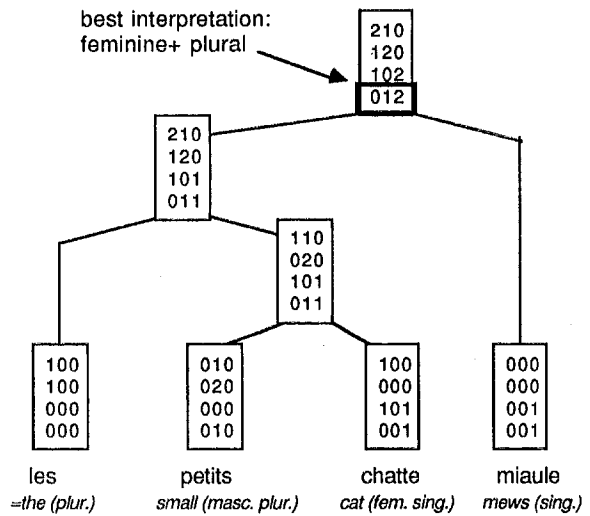 best interpretation:
feminine+ plural
210
120
102
012
210
120
101
011
110
020
101
011
100
100
000
000
010
020
000
010
100
000
101
001
000
000
001
001
les
=the (plur.)
petits
small (masc. plur.)
chatte
cat (fem. sing.)
miaule
mews (sing.)